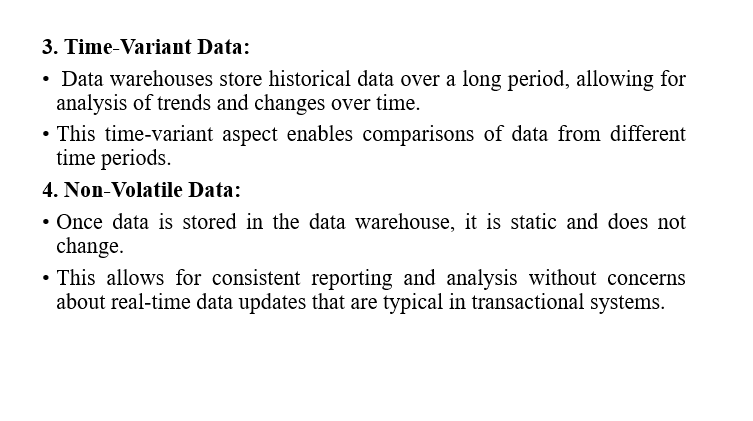 3. Time-Variant Data:
• Data warehouses store historical data over a long period, allowing for
analysis of trends and changes over time.
• This time-variant aspect enables comparisons of data from different
time periods.
4. Non-Volatile Data:
• Once data is stored in the data warehouse, it is static and does not
change.
• This allows for consistent reporting and analysis without concerns
about real-time data updates that are typical in transactional systems.